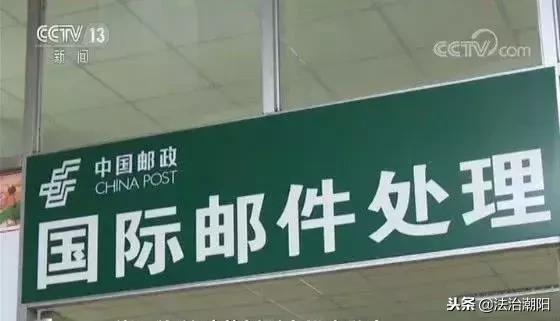 CCTV 13
新闻
CCTV.com
中国邮政
CHINA POST
国际邮件处理
头条 @法治潮阳